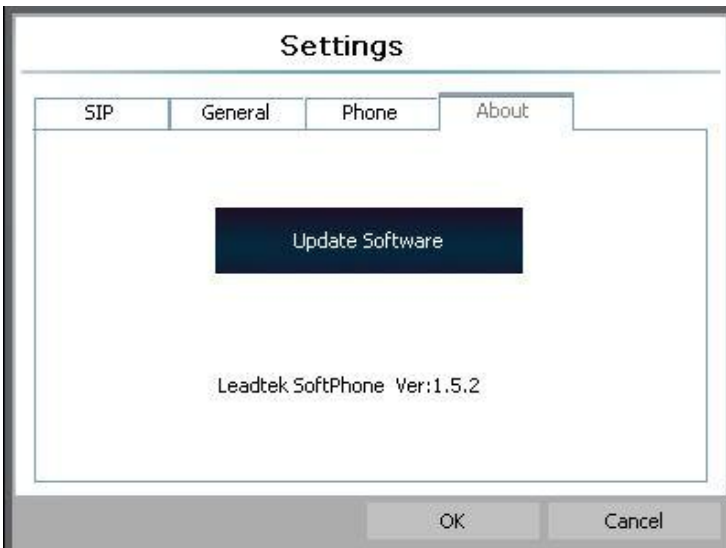 Settings
SIP General Phone About
Update Software
Leadtek SoftPhone Ver:1.5.2
OK Cancel